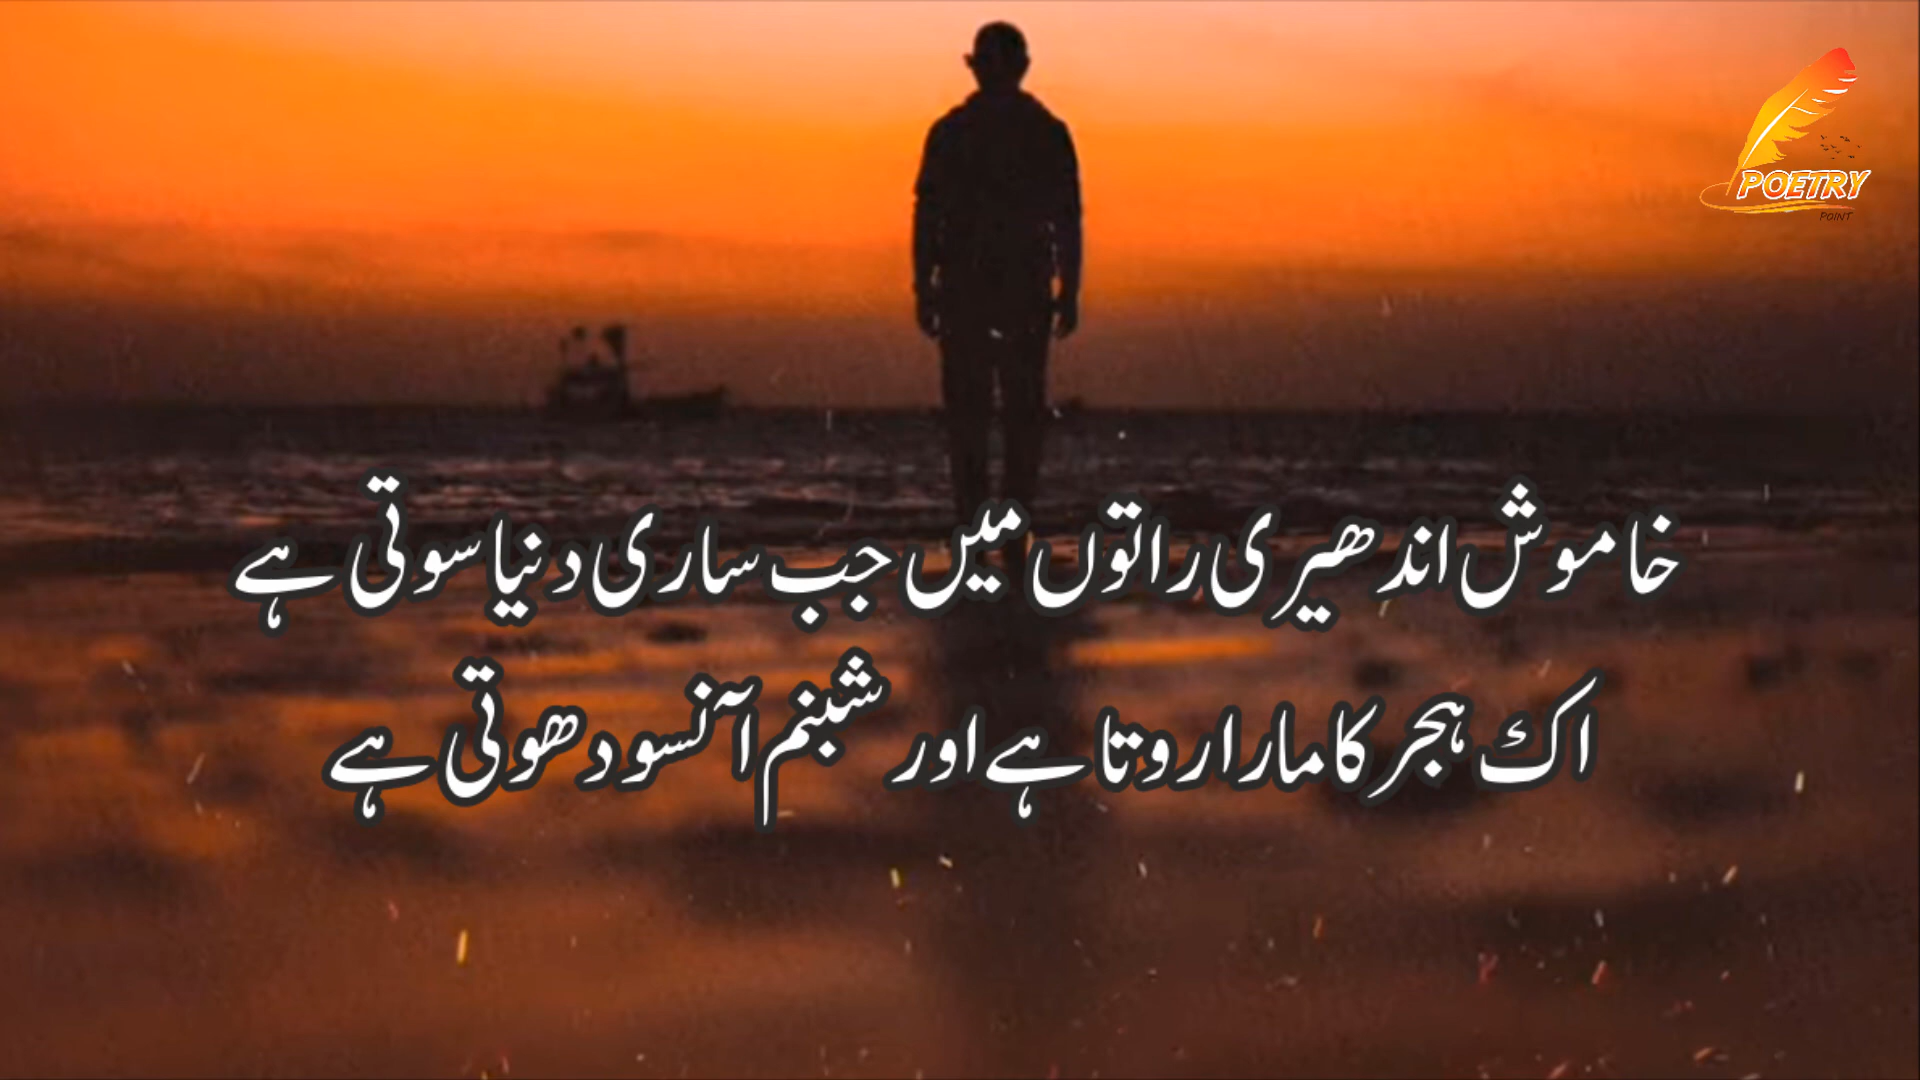 POETRY
POINT
خاموش اندھیری راتوں میں جب ساری دنیا سوتی ہے
اک ہجر کا مارا روتا ہے اور شبنم آنسو دھوتی ہے